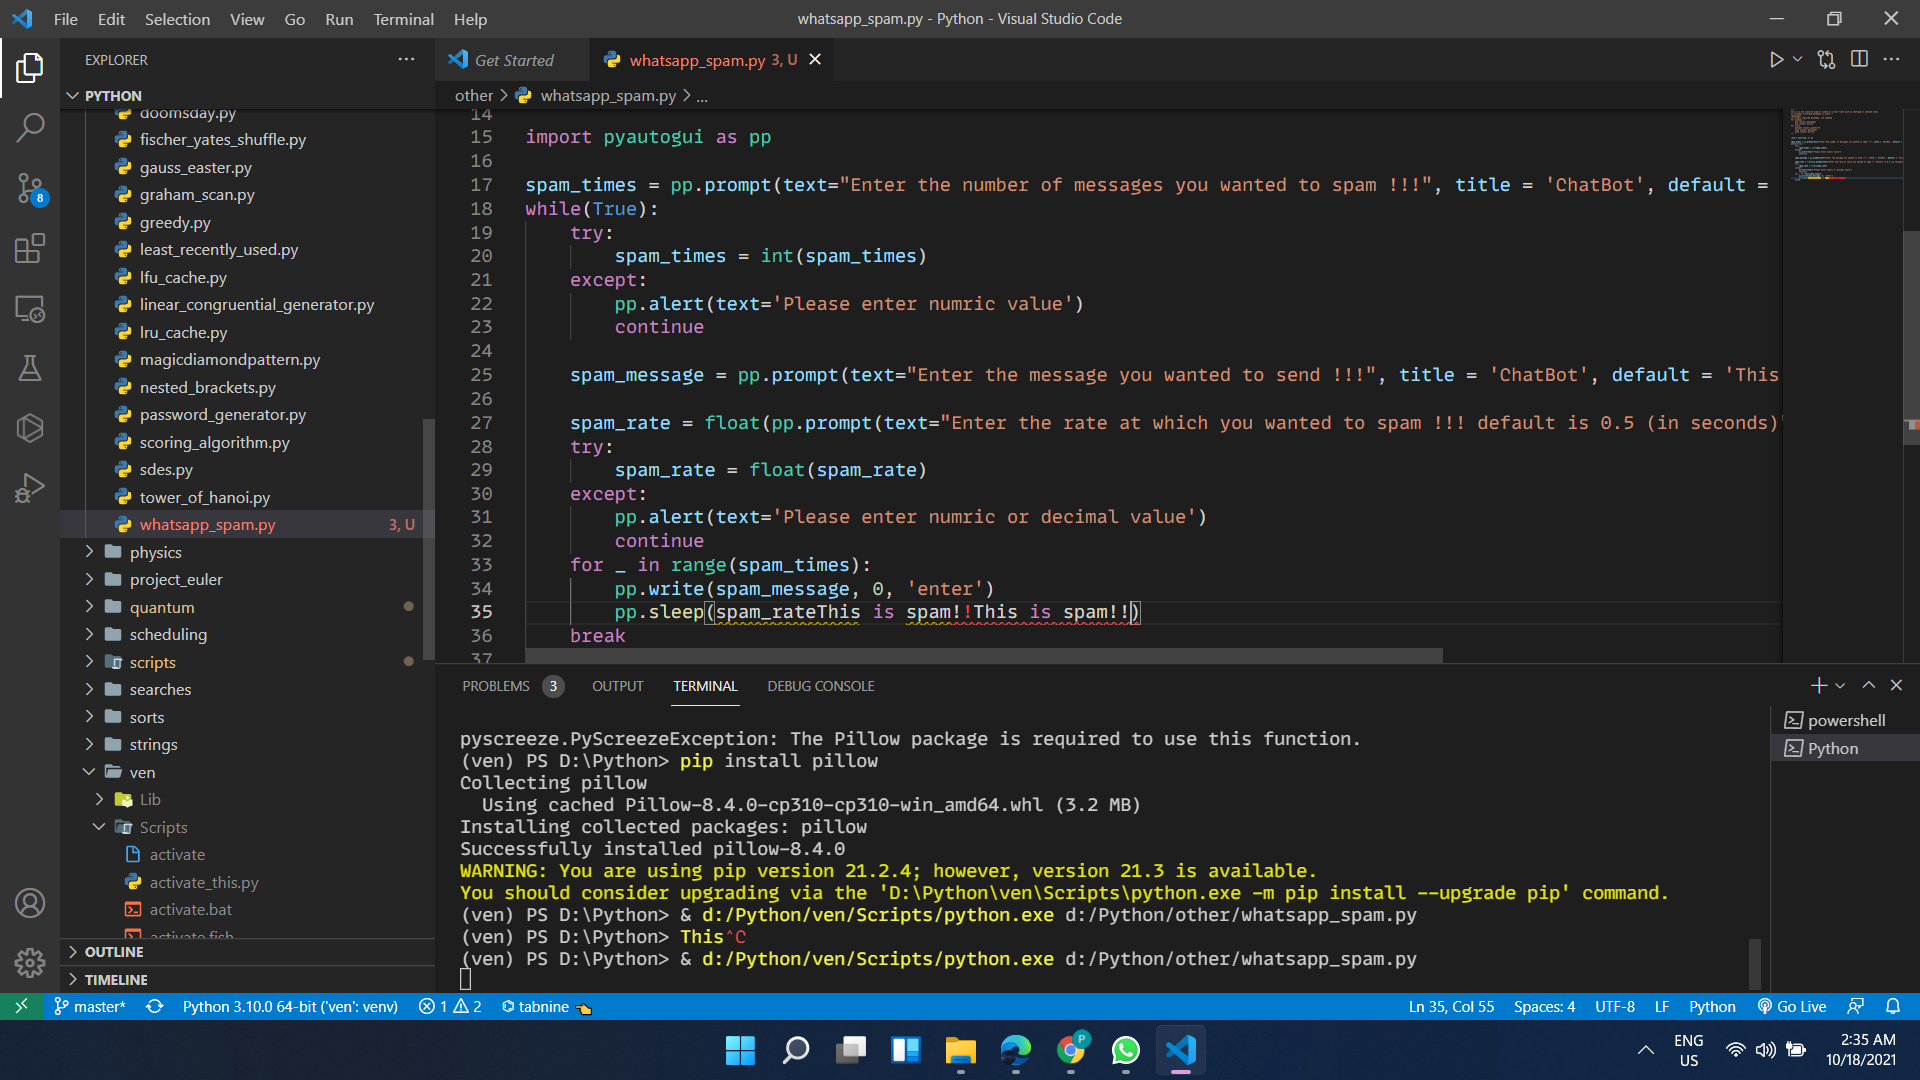 File Edit Selection View Go Run Terminal Help
whatsapp_spam.py - Python - Visual Studio Code
EXPLORER
Get Started
whatsapp_spam.py 3, U
PYTHON
other > whatsapp_spam.py > ...
doomsday.py
fischer_yates_shuffle.py
gauss_easter.py
graham_scan.py
greedy.py
least_recently_used.py
lfu_cache.py
linear_congruential_generator.py
lru_cache.py
magicdiamondpattern.py
nested_brackets.py
password_generator.py
scoring_algorithm.py
sdes.py
tower_of_hanoi.py
whatsapp_spam.py 3, U
physics
project_euler
quantum
scheduling
scripts
searches
sorts
strings
ven
Lib
Scripts
activate
activate_this.py
activate.bat
activate.fish
OUTLINE
TIMELINE
8
14
15 import pyautogui as pp
16
17 spam_times = pp.prompt(text="Enter the number of messages you wanted to spam !!!", title = 'ChatBot', default =
18 while(True):
19 try:
20 spam_times = int(spam_times)
21 except:
22 pp.alert(text='Please enter numric value')
23 continue
24
25 spam_message = pp.prompt(text="Enter the message you wanted to send !!!", title = 'ChatBot', default = 'This
26
27 spam_rate = float(pp.prompt(text="Enter the rate at which you wanted to spam !!! default is 0.5 (in seconds)"
28 try:
29 spam_rate = float(spam_rate)
30 except:
31 pp.alert(text='Please enter numric or decimal value')
32 continue
33 for _ in range(spam_times):
34 pp.write(spam_message, 0, 'enter')
35 pp.sleep(spam_rateThis is spam!!This is spam!!)
36 break
37
PROBLEMS 3 OUTPUT TERMINAL DEBUG CONSOLE
powershell
Python
pyscreeze.PyScreezeException: The Pillow package is required to use this function.
(ven) PS D:\Python> pip install pillow
Collecting pillow
Using cached Pillow-8.4.0-cp310-cp310-win_amd64.whl (3.2 MB)
Installing collected packages: pillow
Successfully installed pillow-8.4.0
WARNING: You are using pip version 21.2.4; however, version 21.3 is available.
You should consider upgrading via the 'D:\Python\ven\Scripts\python.exe -m pip install --upgrade pip' command.
(ven) PS D:\Python> & d:/Python/ven/Scripts/python.exe d:/Python/other/whatsapp_spam.py
(ven) PS D:\Python> This^C
(ven) PS D:\Python> & d:/Python/ven/Scripts/python.exe d:/Python/other/whatsapp_spam.py
master* Python 3.10.0 64-bit ('ven': venv) 1 2 tabnine Ln 35, Col 55 Spaces: 4 UTF-8 LF Python Go Live
P
ENG
US
2:35 AM
10/18/2021